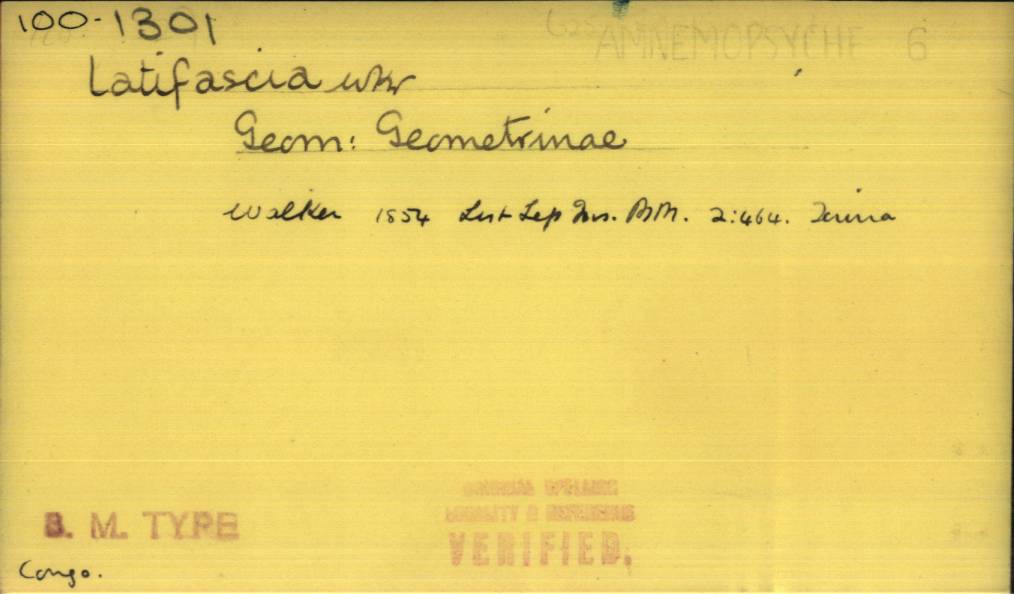 100-1301
AMNEMOPSYCHE 6
Latifascia wkr
Geom: Geometrinae
Walker 1854 List Lep Ins. B.M. 2:464.
B. M. TYPE
ORIGINAL SPELLING
LOCALITY & REFERENCE
VERIFIED.
Congo.